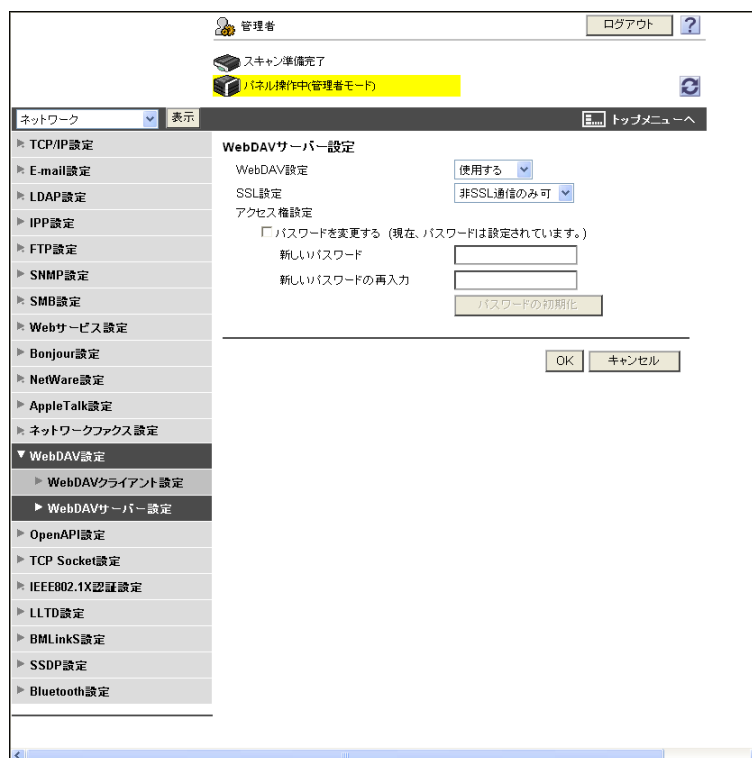 管理者
ログアウト
?
スキャン準備完了
パネル操作中(管理者モード)
ネットワーク
表示
トップメニューへ
TCP/IP設定
E-mail設定
LDAP設定
IPP設定
FTP設定
SNMP設定
SMB設定
Webサービス設定
Bonjour設定
NetWare設定
AppleTalk設定
ネットワークファクス設定
WebDAV設定
WebDAVクライアント設定
WebDAVサーバー設定
OpenAPI設定
TCP Socket設定
IEEE802.1X認証設定
LLTD設定
BMLinkS設定
SSDP設定
Bluetooth設定
WebDAVサーバー設定
WebDAV設定 使用する
SSL設定 非SSL通信のみ可
アクセス権設定
パスワードを変更する (現在、パスワードは設定されています。)
新しいパスワード
新しいパスワードの再入力
パスワードの初期化
OK キャンセル